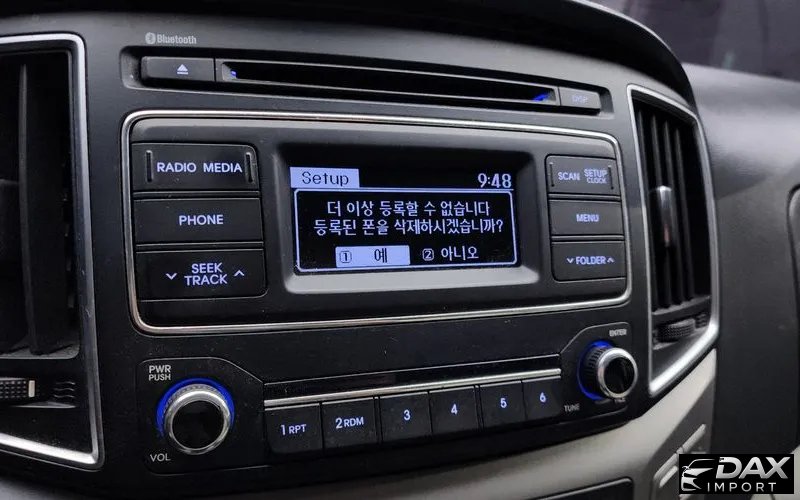 Bluetooth
DISP
RADIO MEDIA
PHONE
SEEK
TRACK
Setup 9:48
더 이상 등록할 수 없습니다
등록된 폰을 삭제하시겠습니까?
① 예 ② 아니오
SCAN SETUP
CLOCK
MENU
FOLDER
PWR
PUSH
VOL
1 RPT 2 RDM 3 4 5 6
ENTER
TUNE
DAX
IMPORT